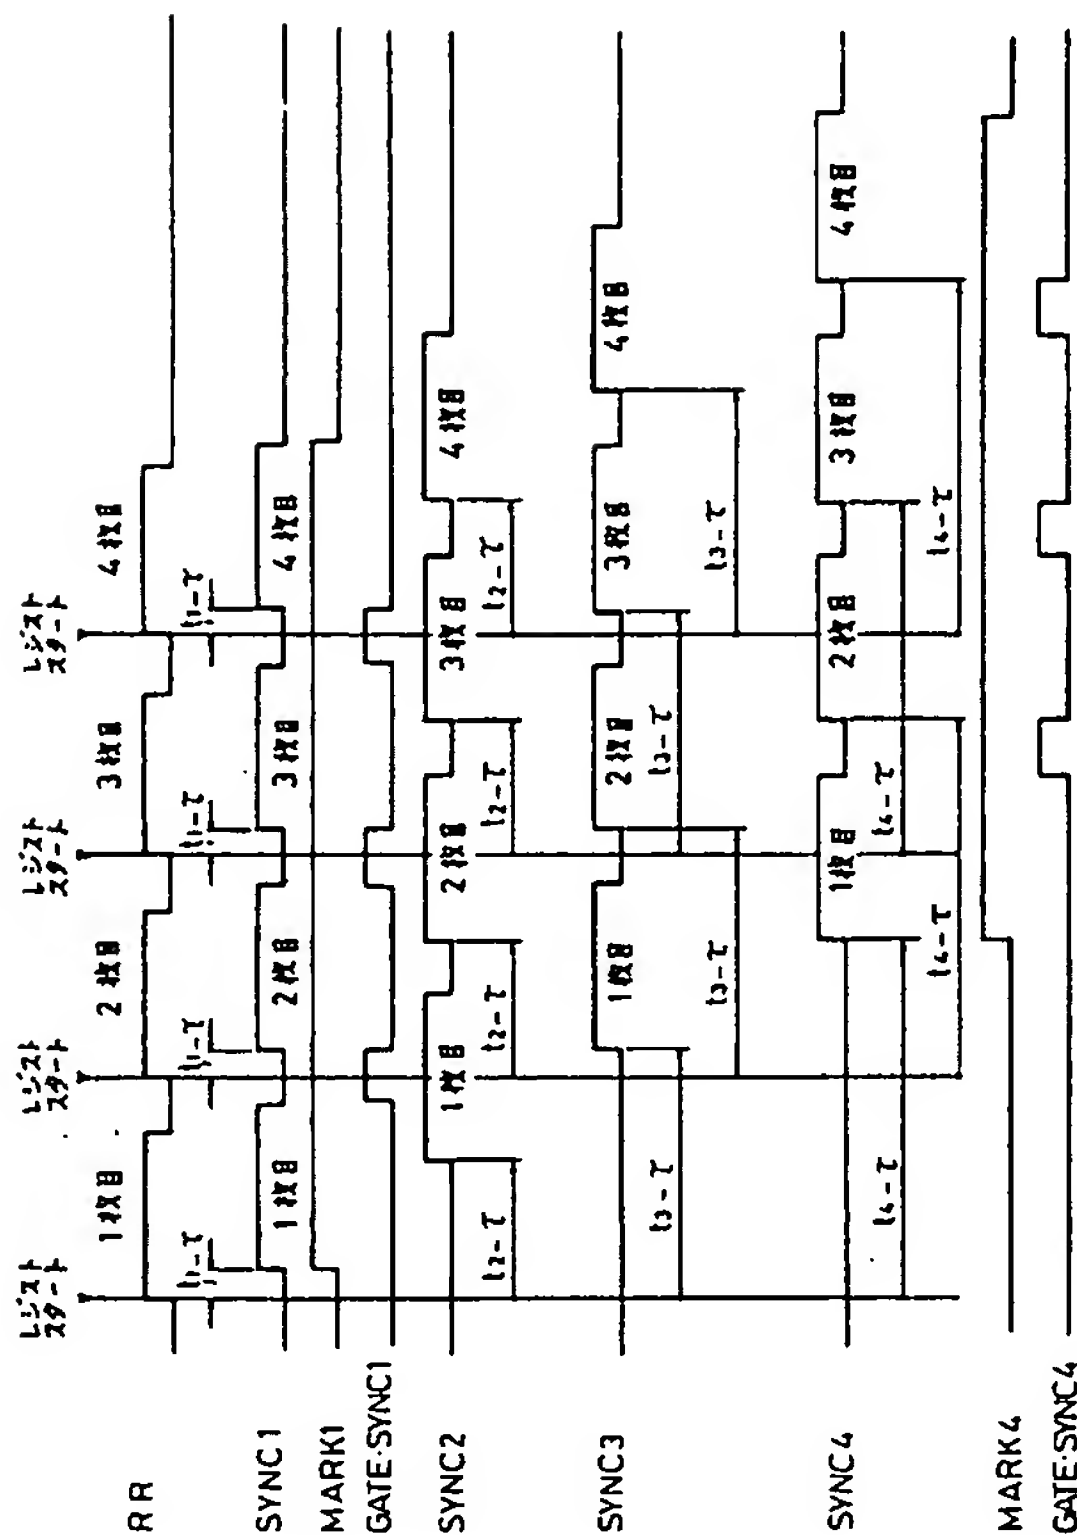 レジスト
スタート
レジスト
スタート
レジスト
スタート
レジスト
スタート
RR
1枚目
2枚目
3枚目
4枚目
t1-τ
t1-τ
t1-τ
t1-τ
SYNC1
1枚目
2枚目
3枚目
4枚目
MARK1
GATE·SYNC1
SYNC2
1枚目
2枚目
3枚目
4枚目
t2-τ
t2-τ
t2-τ
t2-τ
SYNC3
1枚目
2枚目
3枚目
4枚目
t3-τ
t3-τ
t3-τ
t3-τ
SYNC4
1枚目
2枚目
3枚目
4枚目
t4-τ
t4-τ
t4-τ
t4-τ
MARK4
GATE·SYNC4